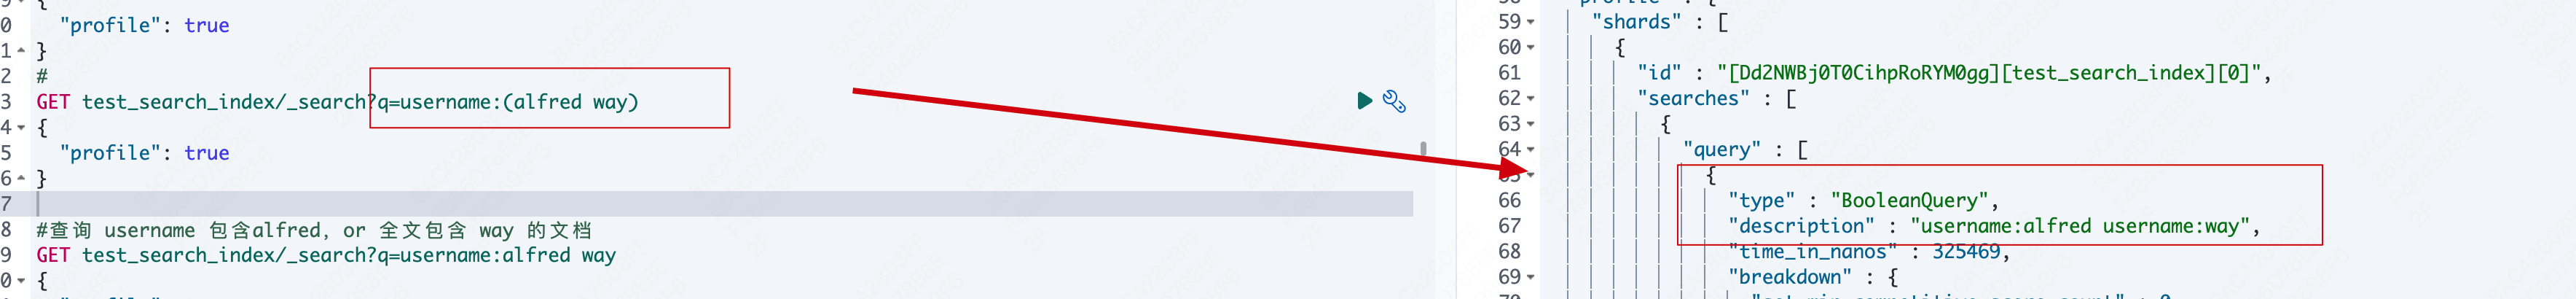 0 "profile": true
1 }
2 #
3 GET test_search_index/_search?q=username:(alfred way)
4 {
5 "profile": true
6 }
7
8 #查询 username 包含alfred, or 全文包含 way 的文档
9 GET test_search_index/_search?q=username:alfred way
0 {
59 "shards" : [
60 {
61 "id" : "[Dd2NWBj0T0CihpRoRYM0gg][test_search_index][0]",
62 "searches" : [
63 {
64 "query" : [
65 {
66 "type" : "BooleanQuery",
67 "description" : "username:alfred username:way",
68 "time_in_nanos" : 325469,
69 "breakdown" : {